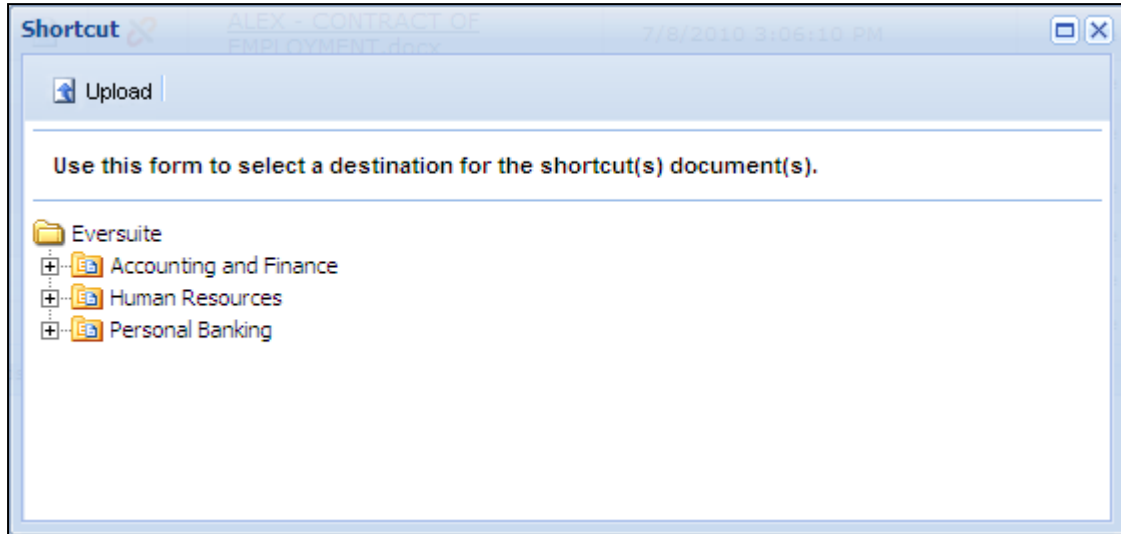 Shortcut
ALEX - CONTRACT OF
EMPLOYMENT.docx
7/8/2010 3:06:10 PM
Upload
Use this form to select a destination for the shortcut(s) document(s).
Eversuite
Accounting and Finance
Human Resources
Personal Banking